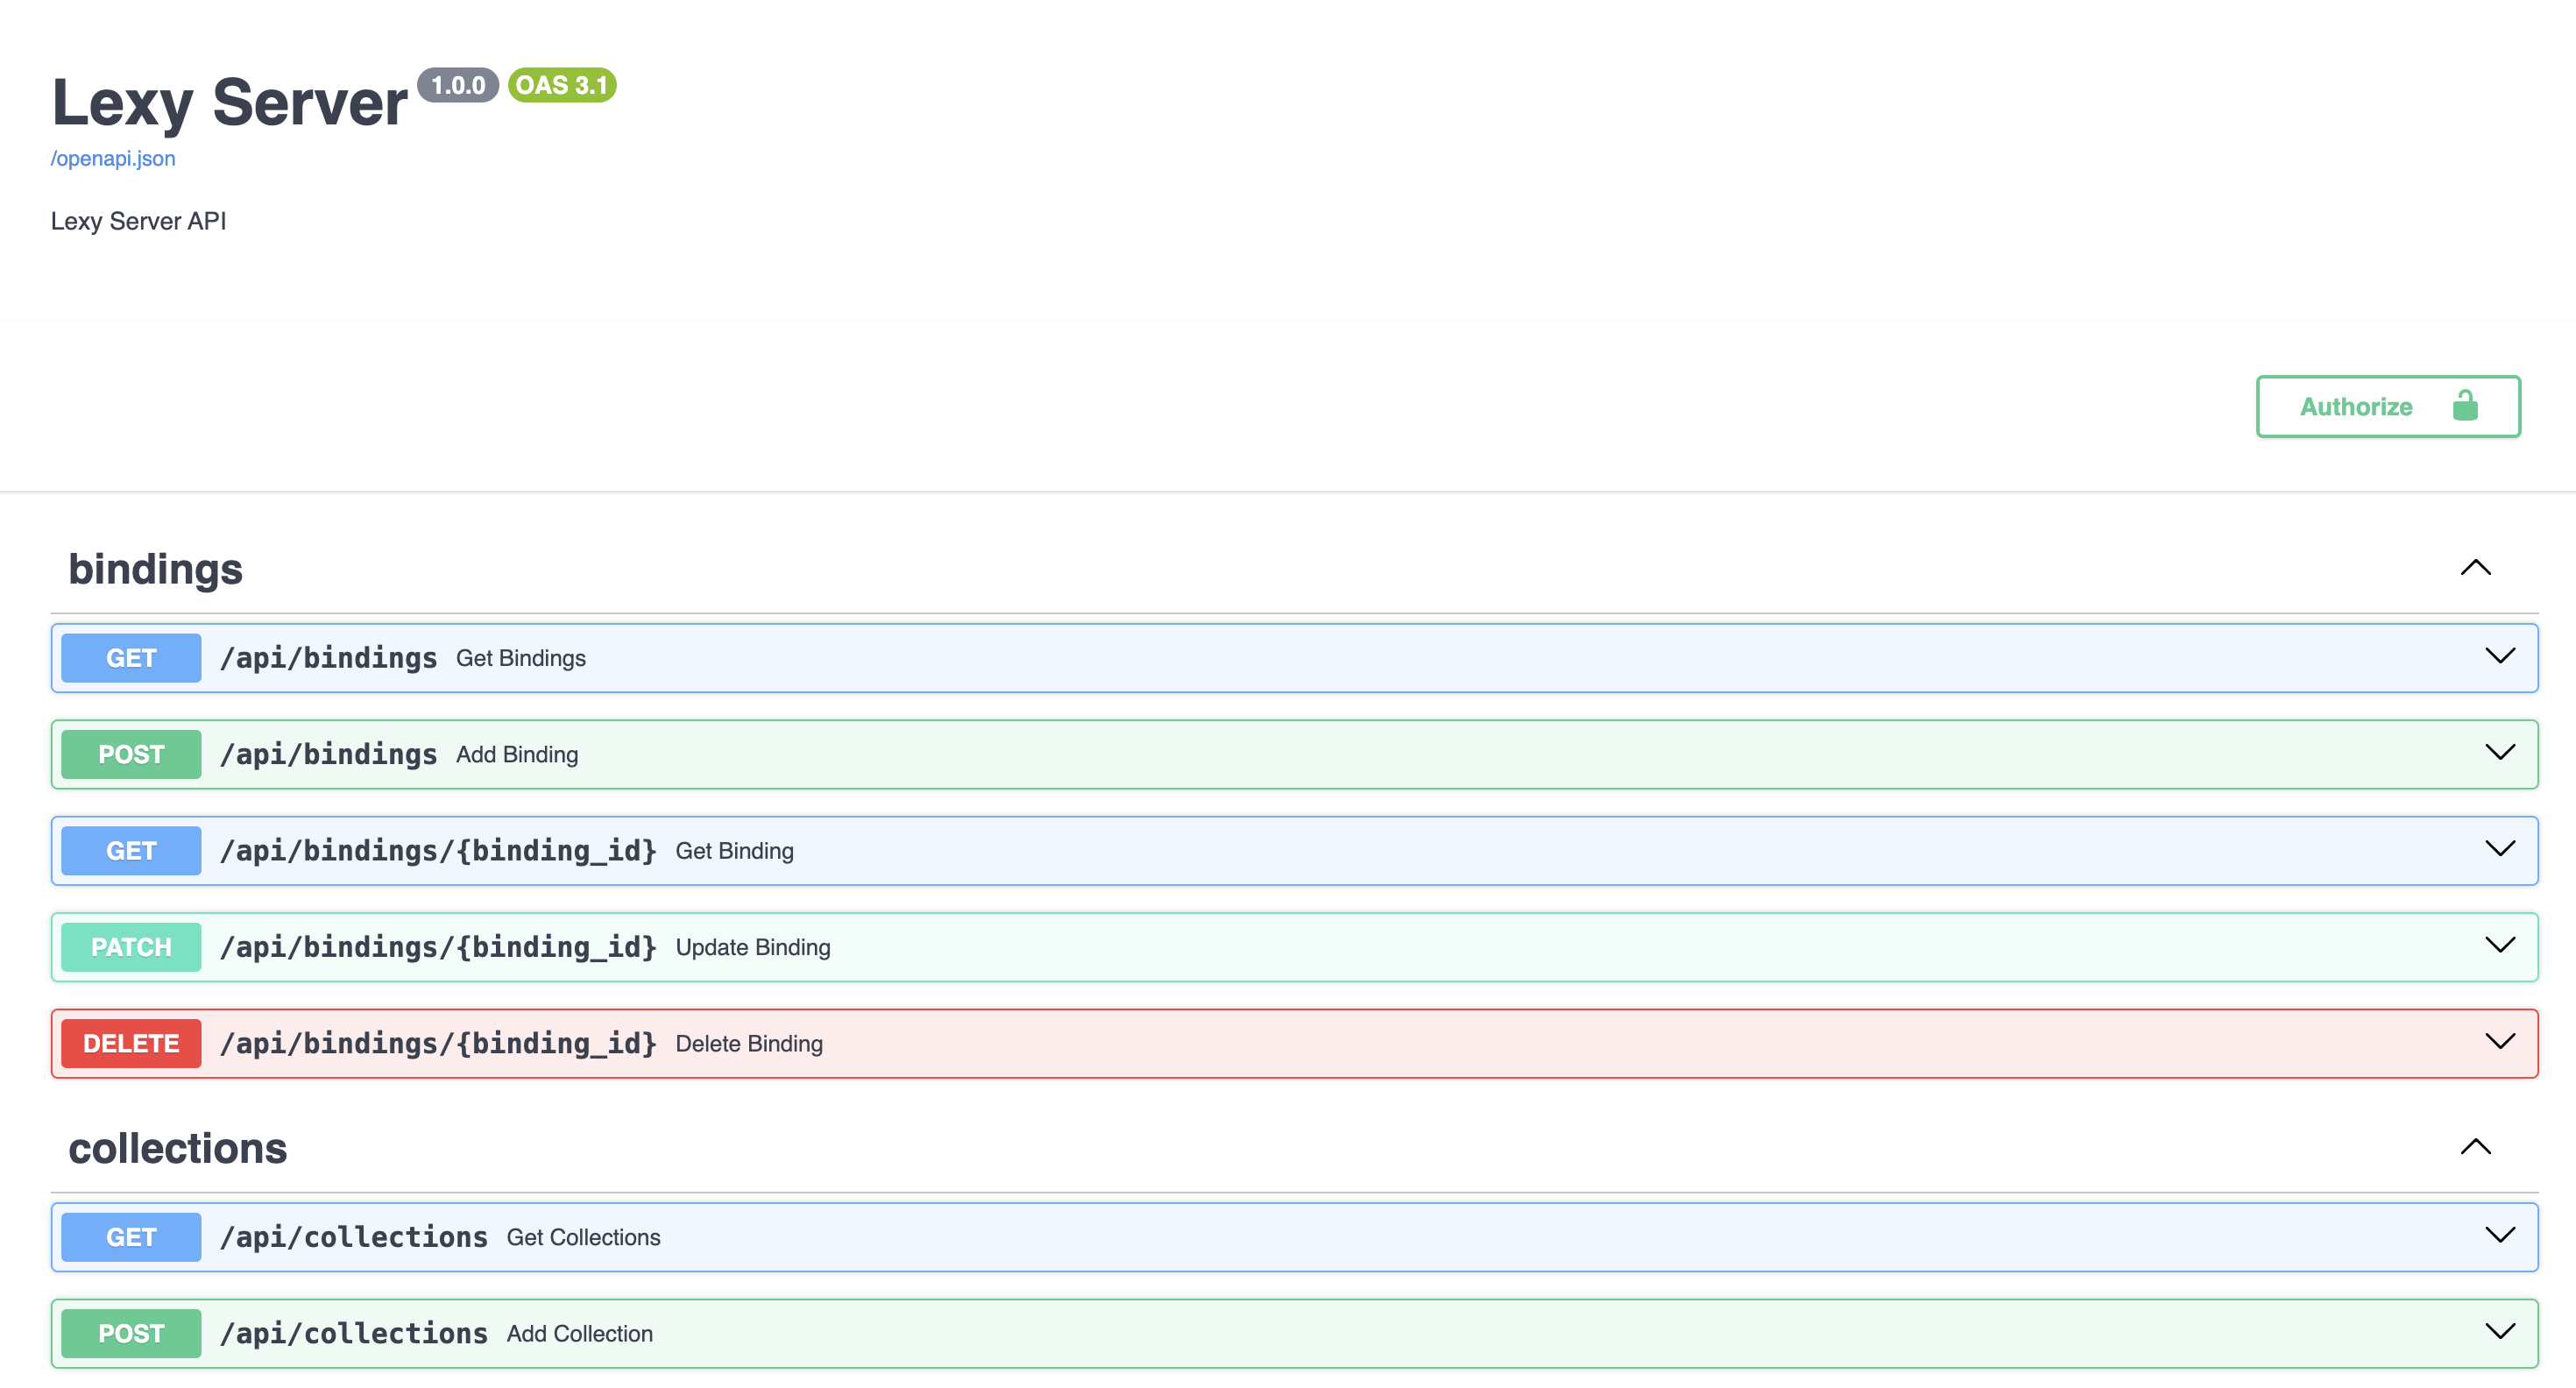 Lexy Server 1.0.0 OAS 3.1
/openapi.json
Lexy Server API
Authorize
bindings
GET /api/bindings Get Bindings
POST /api/bindings Add Binding
GET /api/bindings/{binding_id} Get Binding
PATCH /api/bindings/{binding_id} Update Binding
DELETE /api/bindings/{binding_id} Delete Binding
collections
GET /api/collections Get Collections
POST /api/collections Add Collection